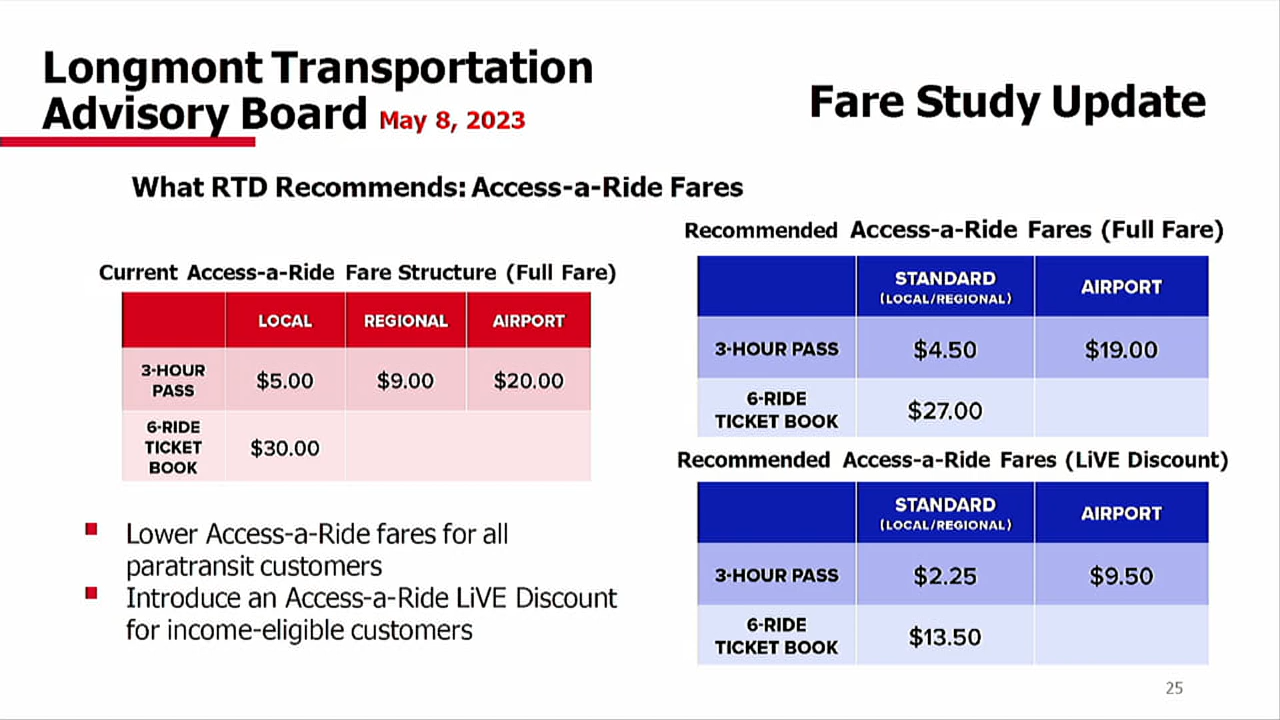 Longmont Transportation
Advisory Board May 8, 2023
Fare Study Update
What RTD Recommends: Access-a-Ride Fares
Current Access-a-Ride Fare Structure (Full Fare)
LOCAL REGIONAL AIRPORT
3-HOUR
PASS
$5.00 $9.00 $20.00
6-RIDE
TICKET
BOOK
$30.00
Lower Access-a-Ride fares for all
paratransit customers
Introduce an Access-a-Ride LiVE Discount
for income-eligible customers
Recommended Access-a-Ride Fares (Full Fare)
STANDARD
(LOCAL/REGIONAL)
AIRPORT
3-HOUR PASS $4.50 $19.00
6-RIDE
TICKET BOOK
$27.00
Recommended Access-a-Ride Fares (LiVE Discount)
STANDARD
(LOCAL/REGIONAL)
AIRPORT
3-HOUR PASS $2.25 $9.50
6-RIDE
TICKET BOOK
$13.50
25